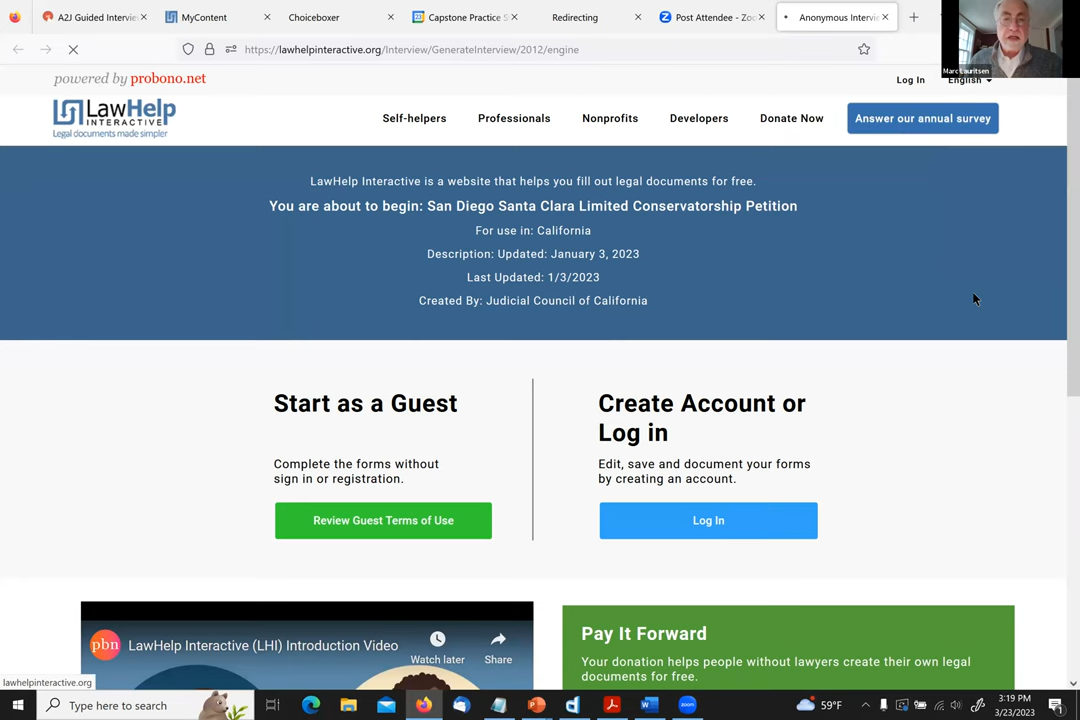 A2J Guided Intervie
MyContent
Choiceboxer
Capstone Practice S
Redirecting
Post Attendee - Zoo
Anonymous Intervie
https://lawhelpinteractive.org/Interview/GenerateInterview/2012/engine
Marc Lauritsen
powered by probono.net
Log In
English
LawHelp
INTERACTIVE
Legal documents made simpler
Self-helpers
Professionals
Nonprofits
Developers
Donate Now
Answer our annual survey
LawHelp Interactive is a website that helps you fill out legal documents for free.
You are about to begin: San Diego Santa Clara Limited Conservatorship Petition
For use in: California
Description: Updated: January 3, 2023
Last Updated: 1/3/2023
Created By: Judicial Council of California
Start as a Guest
Complete the forms without
sign in or registration.
Review Guest Terms of Use
Create Account or
Log in
Edit, save and document your forms
by creating an account.
Log In
pbn
LawHelp Interactive (LHI) Introduction Video
Watch later
Share
Pay It Forward
Your donation helps people without lawyers create their own legal
documents for free.
lawhelpinteractive.org
Type here to search
zoom
59°F
3:19 PM
3/23/2023
1